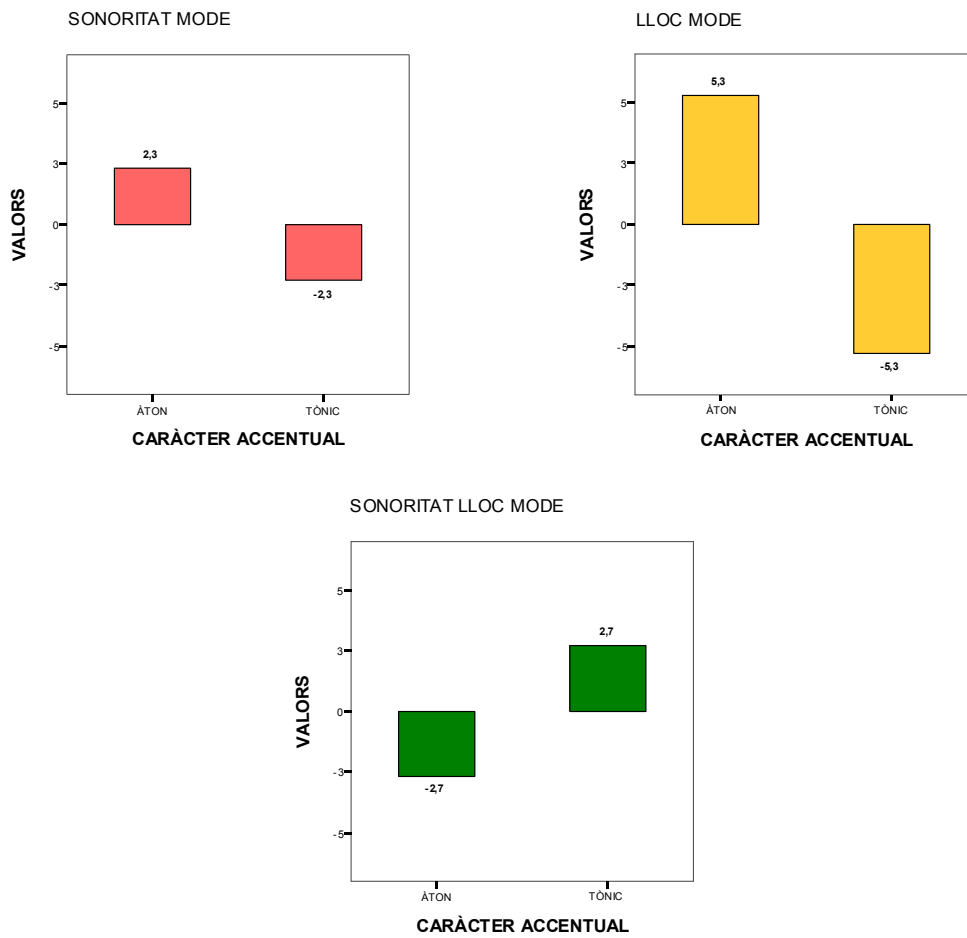 SONORITAT MODE
5
3
0
-3
-5
VALORS
2,3
-2,3
ÀTON
TÒNIC
CARÀCTER ACCENTUAL
LLOC MODE
5
3
0
-3
-5
VALORS
5,3
-5,3
ÀTON
TÒNIC
CARÀCTER ACCENTUAL
SONORITAT LLOC MODE
5
3
0
-3
-5
VALORS
2,7
-2,7
ÀTON
TÒNIC
CARÀCTER ACCENTUAL